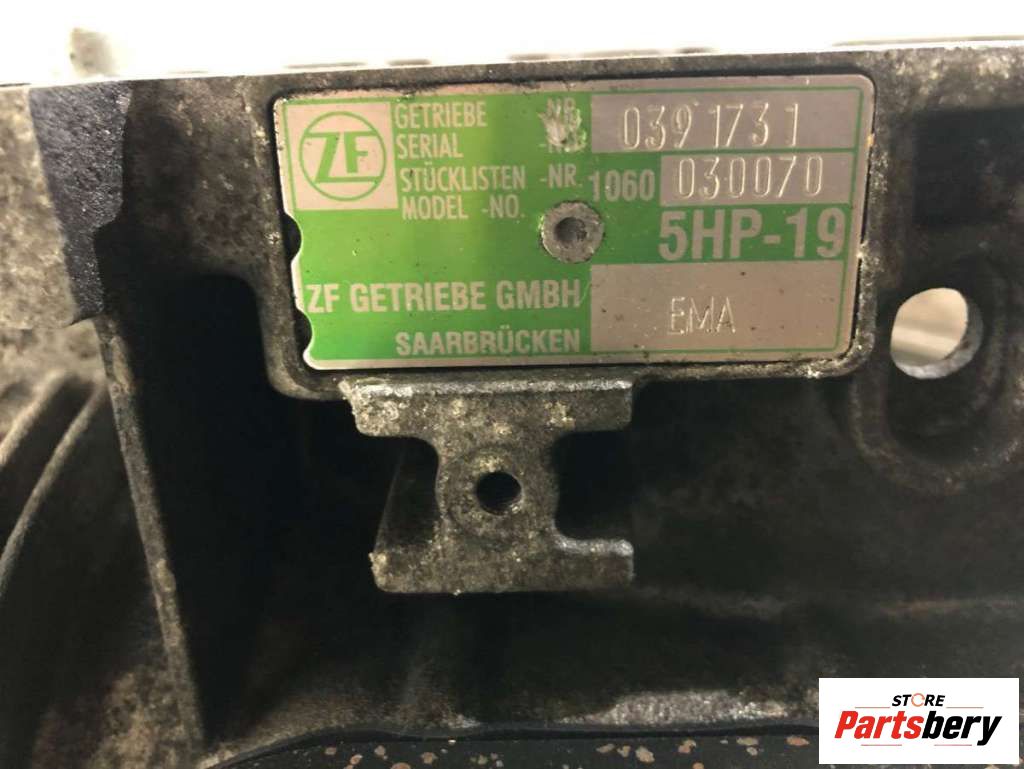 ZF
GETRIEBE -NR. 0391731
SERIAL
STÜCKLISTEN -NR. 1060 030070
MODEL -NO.
5HP-19
ZF GETRIEBE GMBH
SAARBRÜCKEN
EMA
STORE
Partsbery